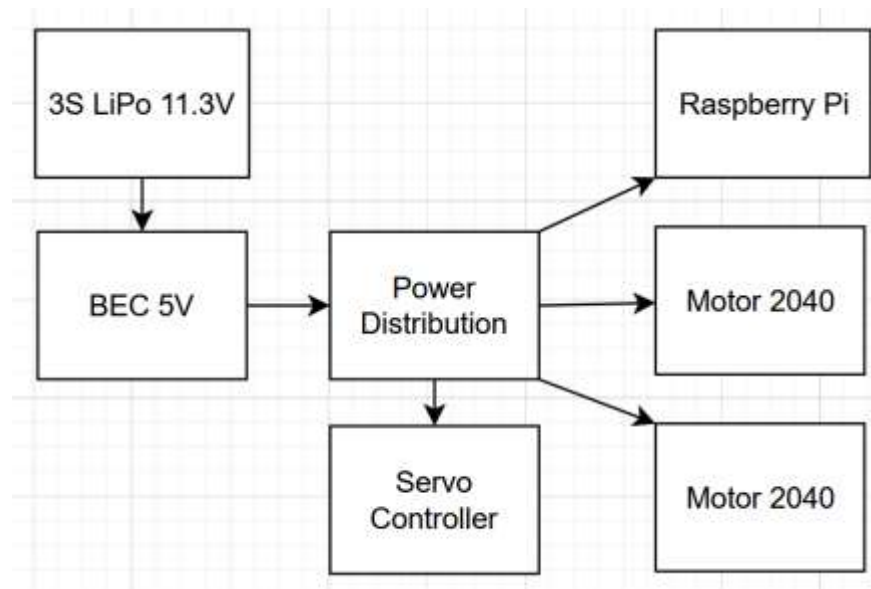 3S LiPo 11.3V
Raspberry Pi
BEC 5V
Power
Distribution
Motor 2040
Servo
Controller
Motor 2040